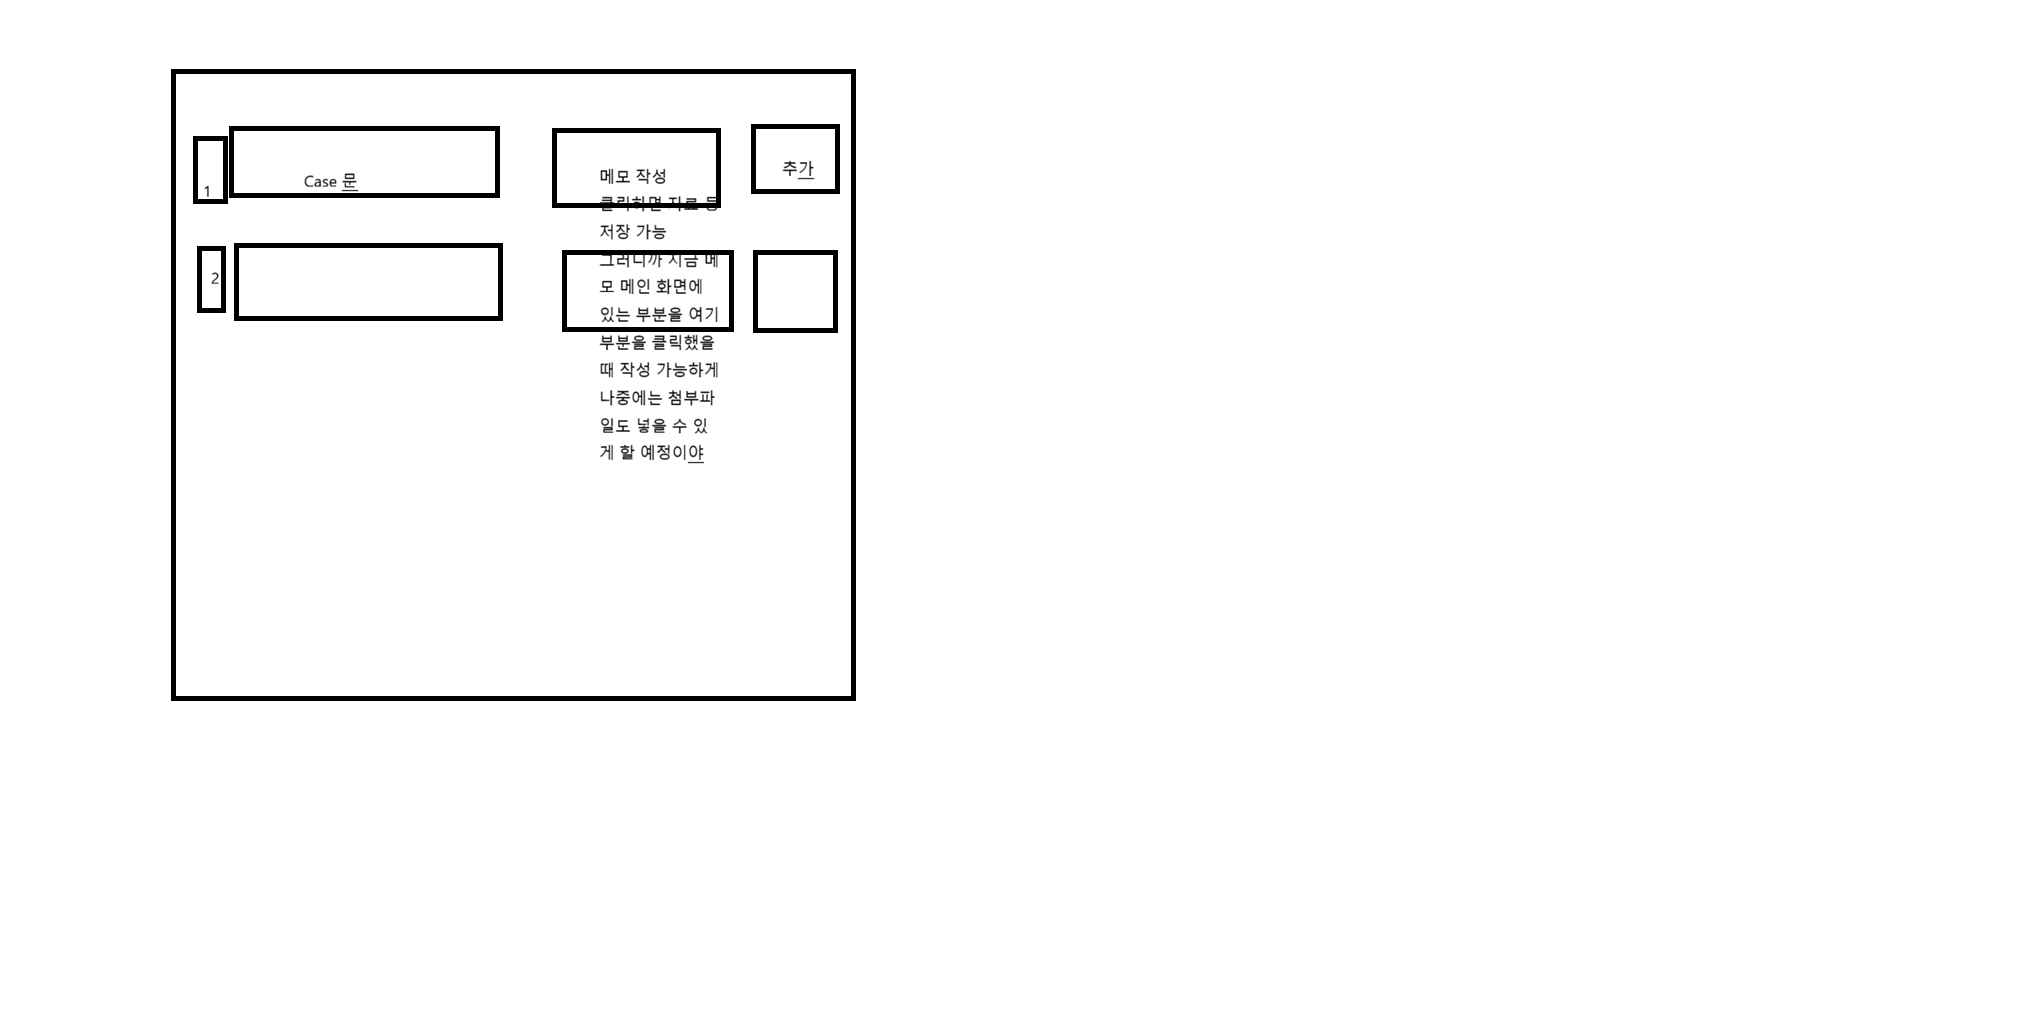 1
Case 문
메모 작성
클릭하면 자료 등
저장 가능
그러니까 지금 메
모 메인 화면에
있는 부분을 여기
부분을 클릭했을
때 작성 가능하게
나중에는 첨부파
일도 넣을 수 있
게 할 예정이야
추가
2